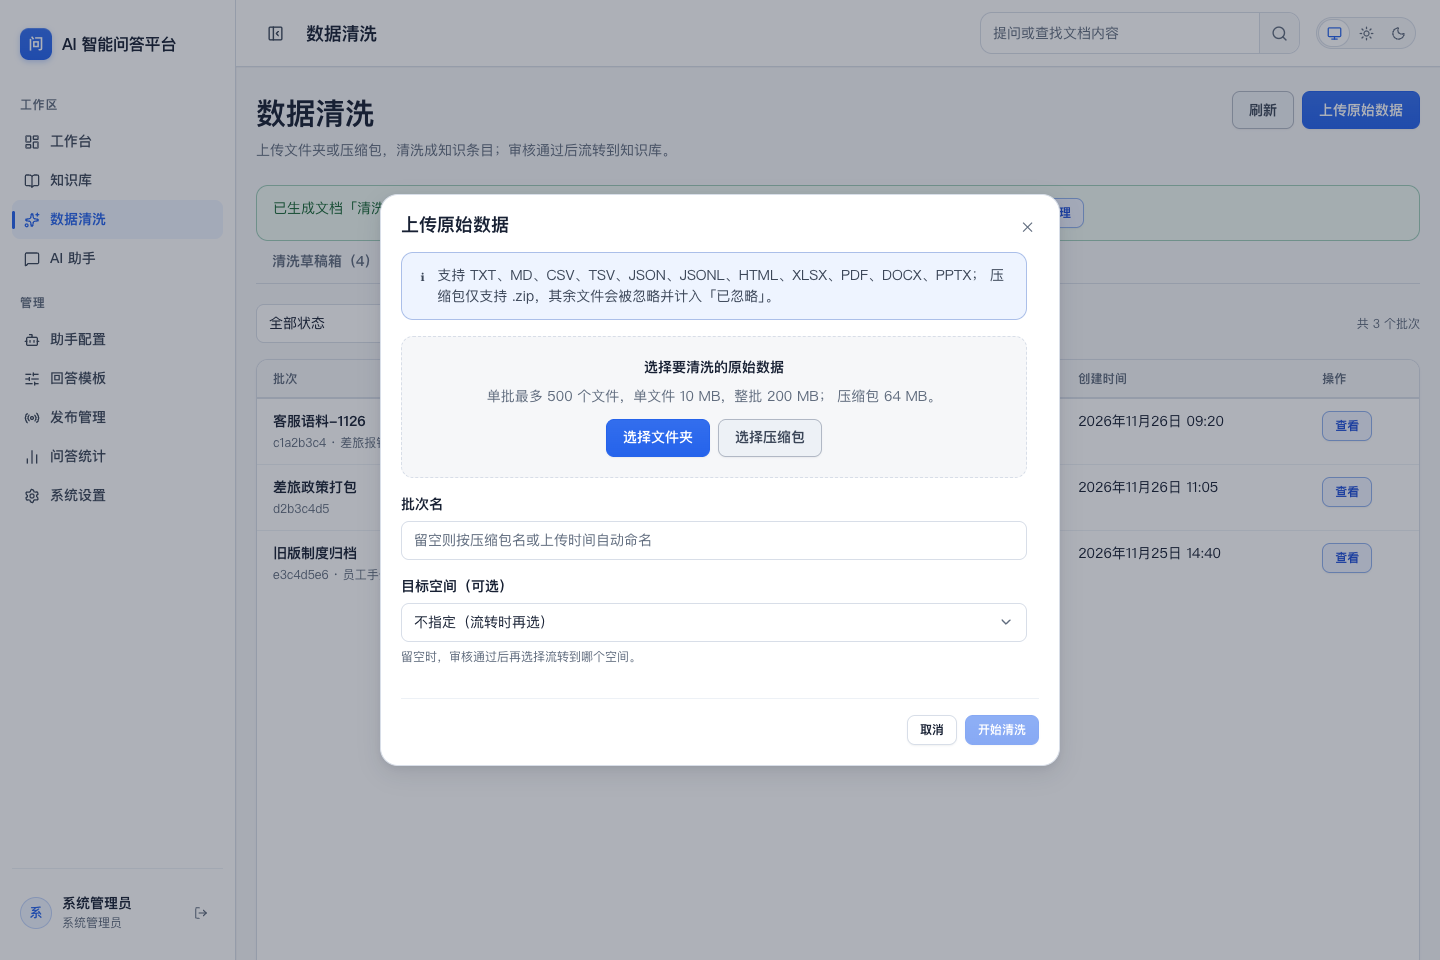 问
AI 智能问答平台
工作区
工作台
知识库
数据清洗
AI 助手
管理
助手配置
回答模板
发布管理
问答统计
系统设置
系
系统管理员
系统管理员
数据清洗
提问或查找文档内容
数据清洗
上传文件夹或压缩包，清洗成知识条目；审核通过后流转到知识库。
刷新
上传原始数据
已生成文档「清洗
理
清洗草稿箱（4）
全部状态
共 3 个批次
批次
创建时间
操作
客服语料-1126
c1a2b3c4 · 差旅报
2026年11月26日 09:20
查看
差旅政策打包
d2b3c4d5
2026年11月26日 11:05
查看
旧版制度归档
e3c4d5e6 · 员工手
2026年11月25日 14:40
查看
上传原始数据
支持 TXT、MD、CSV、TSV、JSON、JSONL、HTML、XLSX、PDF、DOCX、PPTX； 压
缩包仅支持 .zip，其余文件会被忽略并计入「已忽略」。
选择要清洗的原始数据
单批最多 500 个文件，单文件 10 MB，整批 200 MB； 压缩包 64 MB。
选择文件夹
选择压缩包
批次名
留空则按压缩包名或上传时间自动命名
目标空间（可选）
不指定（流转时再选）
留空时，审核通过后再选择流转到哪个空间。
取消
开始清洗